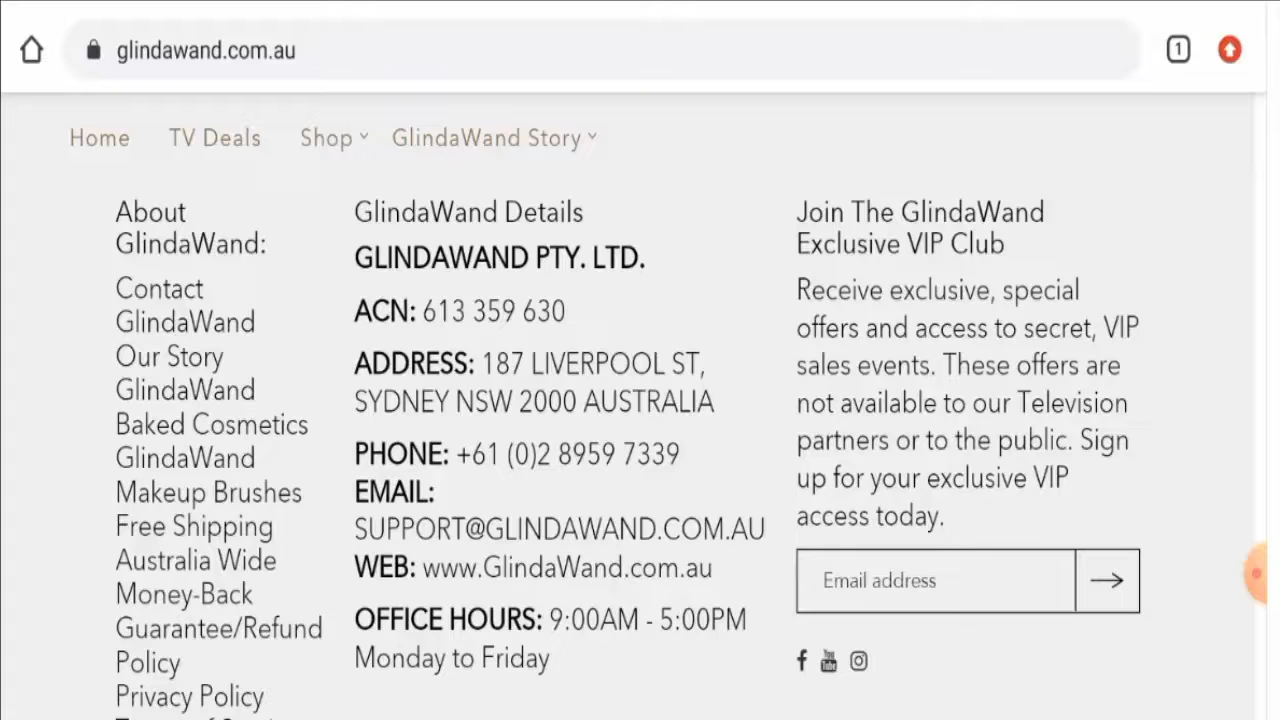 glindawand.com.au
1
Home TV Deals Shop GlindaWand Story
About
GlindaWand:
Contact
GlindaWand
Our Story
GlindaWand
Baked Cosmetics
GlindaWand
Makeup Brushes
Free Shipping
Australia Wide
Money-Back
Guarantee/Refund
Policy
Privacy Policy
GlindaWand Details
GLINDAWAND PTY. LTD.
ACN: 613 359 630
ADDRESS: 187 LIVERPOOL ST,
SYDNEY NSW 2000 AUSTRALIA
PHONE: +61 (0)2 8959 7339
EMAIL:
SUPPORT@GLINDAWAND.COM.AU
WEB: www.GlindaWand.com.au
OFFICE HOURS: 9:00AM - 5:00PM
Monday to Friday
Join The GlindaWand
Exclusive VIP Club
Receive exclusive, special
offers and access to secret, VIP
sales events. These offers are
not available to our Television
partners or to the public. Sign
up for your exclusive VIP
access today.
Email address
You
Tube